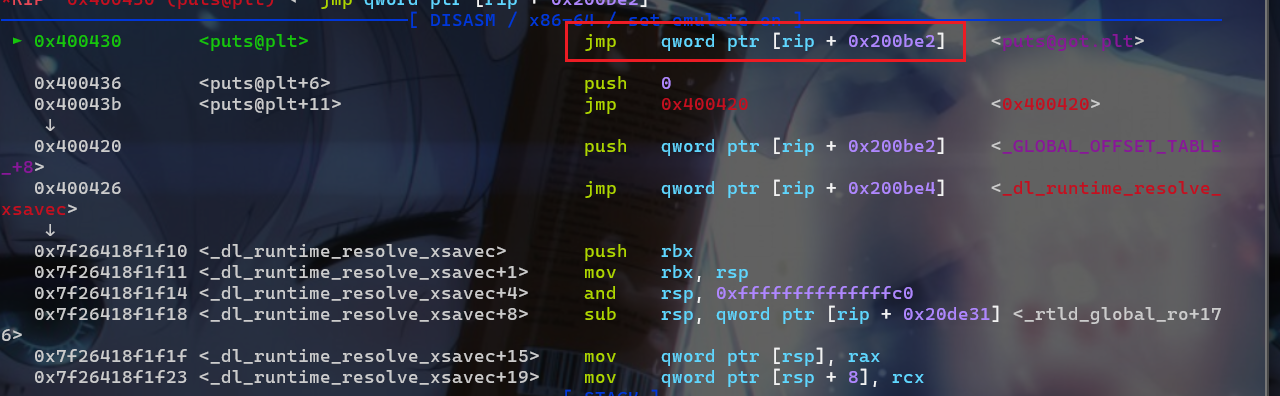 *RIP  0x400430 (puts@plt) ◂— jmp qword ptr [rip + 0x200be2]
[ DISASM / x86-64 / set emulate on ]
► 0x400430       <puts@plt>                         jmp    qword ptr [rip + 0x200be2]    <puts@got.plt>
0x400436       <puts@plt+6>                       push   0
0x40043b       <puts@plt+11>                      jmp    0x400420                      <0x400420>
↓
0x400420                                          push   qword ptr [rip + 0x200be2]    <_GLOBAL_OFFSET_TABLE
_+8>
0x400426                                          jmp    qword ptr [rip + 0x200be4]    <_dl_runtime_resolve_
xsavec>
↓
0x7f26418f1f10 <_dl_runtime_resolve_xsavec>       push   rbx
0x7f26418f1f11 <_dl_runtime_resolve_xsavec+1>     mov    rbx, rsp
0x7f26418f1f14 <_dl_runtime_resolve_xsavec+4>     and    rsp, 0xffffffffffffffc0
0x7f26418f1f18 <_dl_runtime_resolve_xsavec+8>     sub    rsp, qword ptr [rip + 0x20de31] <_rtld_global_ro+17
6>
0x7f26418f1f1f <_dl_runtime_resolve_xsavec+15>    mov    qword ptr [rsp], rax
0x7f26418f1f23 <_dl_runtime_resolve_xsavec+19>    mov    qword ptr [rsp + 8], rcx
[ STACK ]